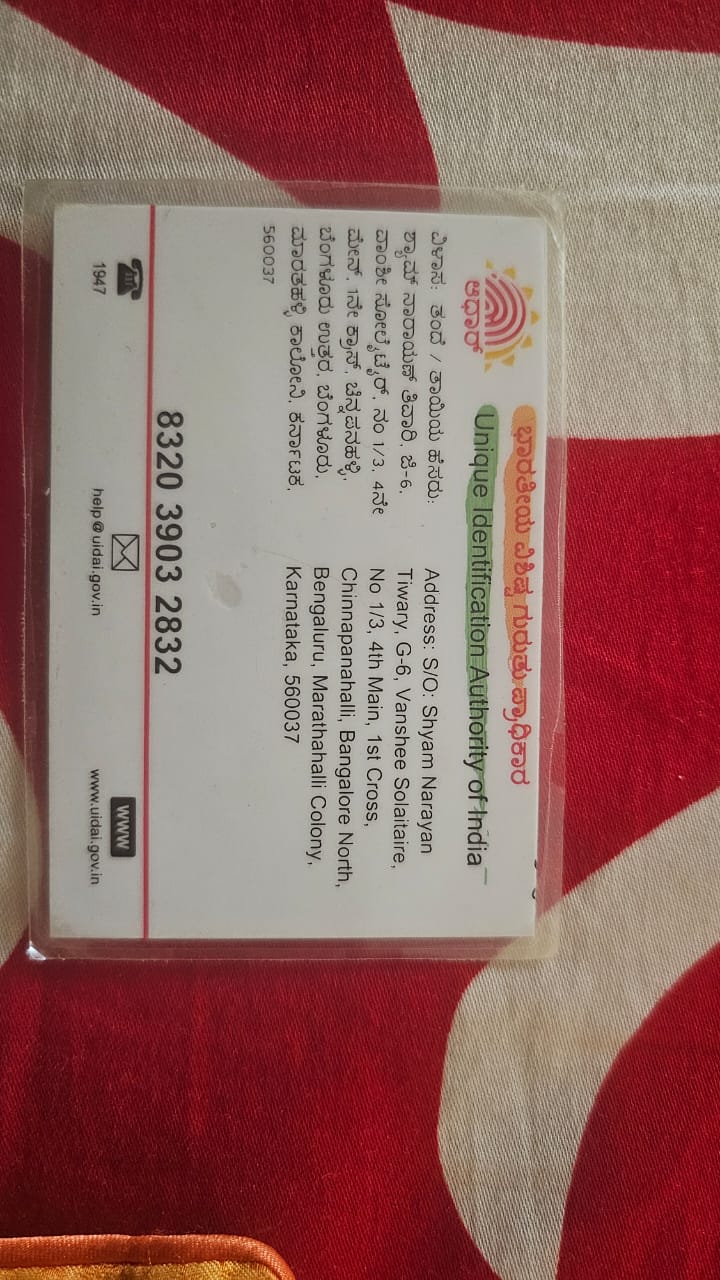 ಭಾರತೀಯ ವಿಶಿಷ್ಟ ಗುರುತು ಪ್ರಾಧಿಕಾರ
Unique Identification Authority of India
ಆಧಾರ್
ವಿಳಾಸ: ತಂದೆ / ತಾಯಿಯ ಹೆಸರು:
ಶ್ಯಾಮ್ ನಾರಾಯಣ್ ತಿವಾರಿ, ಜಿ-6,
ವಾಂಶೀ ಸೋಲೈಟೈರ್, ನಂ 1/3, 4ನೇ
ಮೇನ್, 1ನೇ ಕ್ರಾಸ್, ಚಿನ್ನಪನಹಳ್ಳಿ,
ಬೆಂಗಳೂರು ಉತ್ತರ, ಬೆಂಗಳೂರು,
ಮಾರತಹಳ್ಳಿ ಕಾಲೋನಿ, ಕರ್ನಾಟಕ,
560037
Address: S/O: Shyam Narayan
Tiwary, G-6, Vanshee Solaitaire,
No 1/3, 4th Main, 1st Cross,
Chinnapanahalli, Bangalore North,
Bengaluru, Marathahalli Colony,
Karnataka, 560037
8320 3903 2832
1947
help@uidai.gov.in
www
www.uidai.gov.in